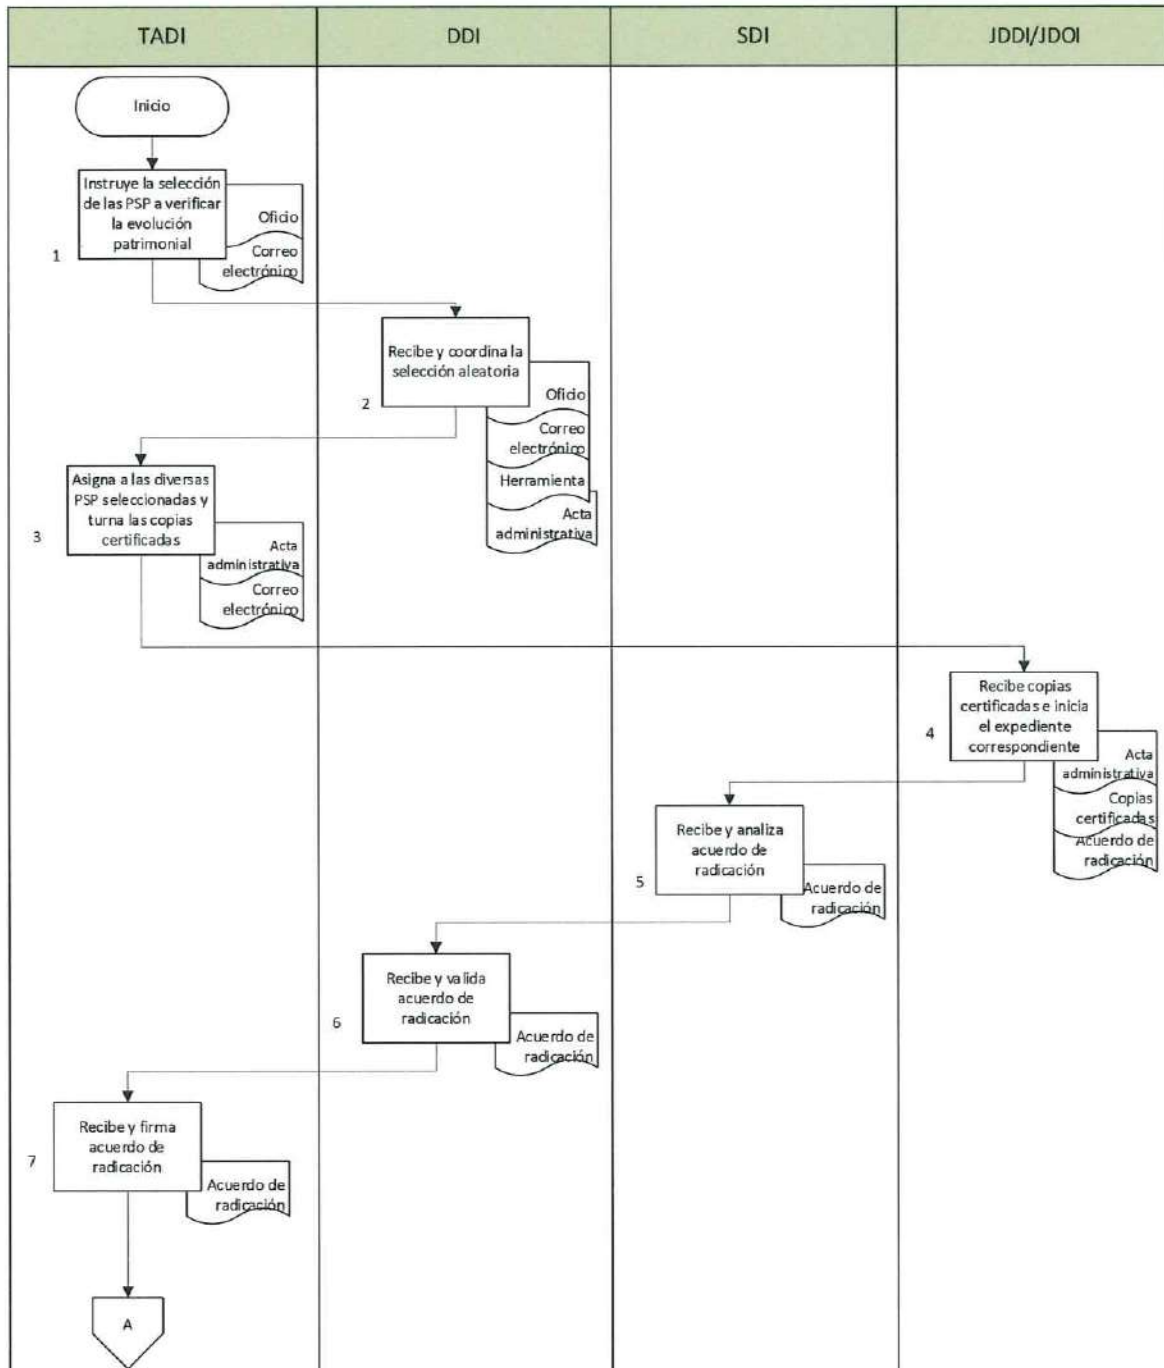 TADI
DDI
SDI
JDDI/JDOI
Inicio
Instruye la selección
de las PSP a verificar
la evolución
patrimonial
1
Oficio
Correo
electrónico
Recibe y coordina la
selección aleatoria
2
Oficio
Correo
electrónico
Herramienta
Acta
administrativa
Asigna a las diversas
PSP seleccionadas y
turna las copias
certificadas
3
Acta
administrativa
Correo
electrónico
Recibe copias
certificadas e inicia
el expediente
correspondiente
4
Acta
administrativa
Copias
certificadas
Acuerdo de
radicación
Recibe y analiza
acuerdo de
radicación
5
Acuerdo de
radicación
Recibe y valida
acuerdo de
radicación
6
Acuerdo de
radicación
Recibe y firma
acuerdo de
radicación
7
Acuerdo de
radicación
A